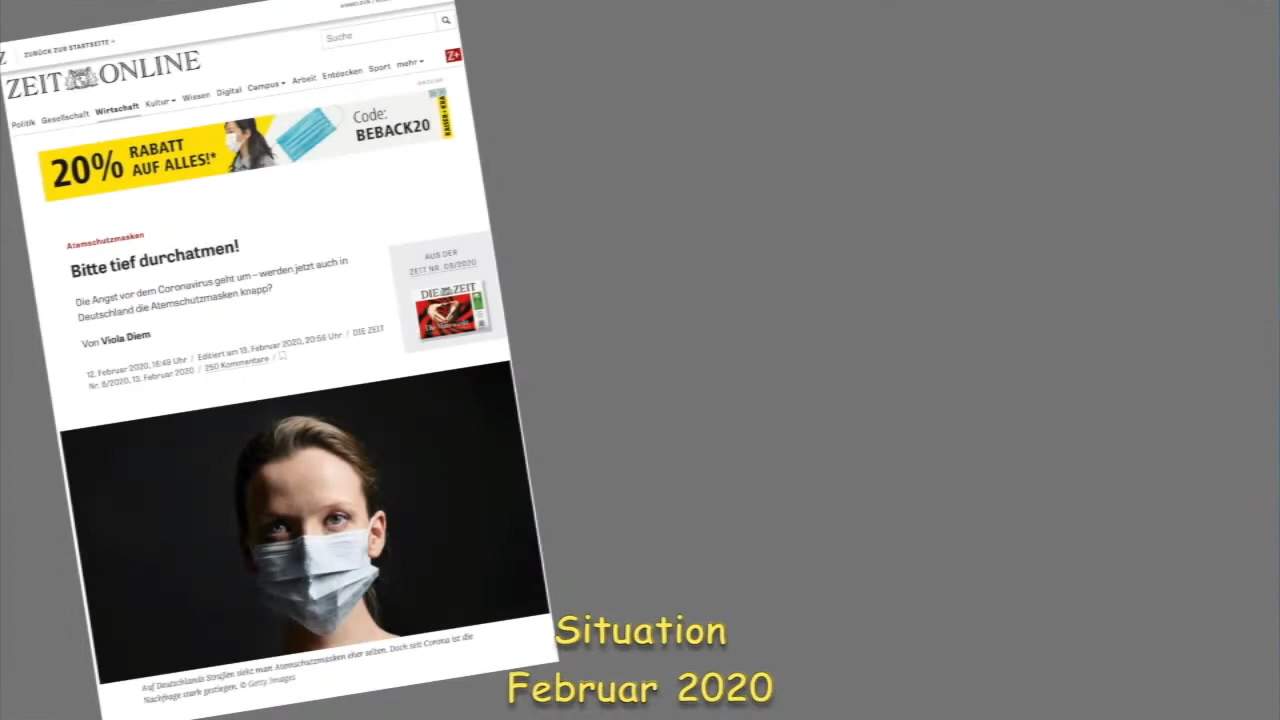 ZURÜCK ZUR STARTSEITE
Suche
ZEIT ONLINE
Z+
Politik Gesellschaft Wirtschaft Kultur Wissen Digital Campus Arbeit Entdecken Sport mehr
ANZEIGE
20% RABATT
AUF ALLES!*
Code:
BEBACK20
KAISER+KRA
Atemschutzmasken
Bitte tief durchatmen!
Die Angst vor dem Coronavirus geht um – werden jetzt auch in
Deutschland die Atemschutzmasken knapp?
Von Viola Diem
12. Februar 2020, 16:49 Uhr / Editiert am 13. Februar 2020, 20:56 Uhr / DIE ZEIT
Nr. 8/2020, 13. Februar 2020 / 250 Kommentare /
AUS DER
ZEIT NR. 08/2020
DIE ZEIT
Auf Deutschlands Straßen sieht man Atemschutzmasken eher selten. Doch seit Corona ist die
Nachfrage stark gestiegen. © Getty Images
Situation
Februar 2020